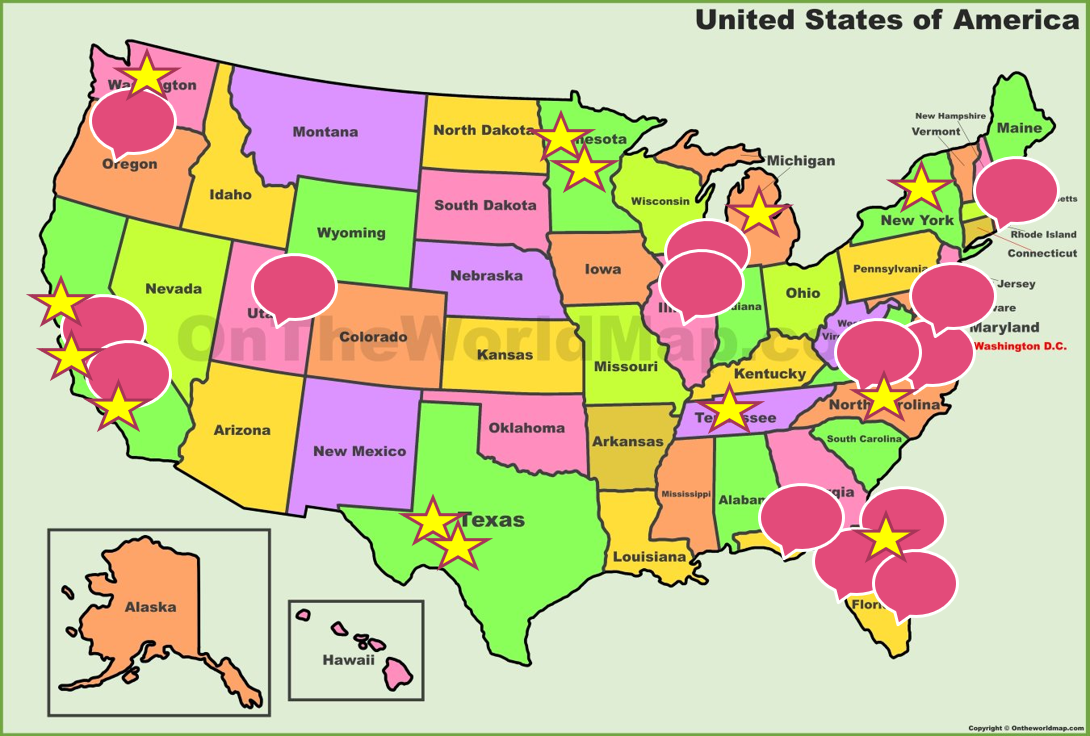 United States of America
New Hampshire
Vermont
Maine
Montana
North Dakota
Michigan
Oregon
Idaho
South Dakota
Wisconsin
Wyoming
New York
Rhode Island
Connecticut
Nebraska
Iowa
Pennsylvania
Jersey
Nevada
Ohio
Colorado
Maryland
Washington D.C.
OnTheWorldMap.co
Kansas
Missouri
Kentucky
Arizona
Oklahoma
Arkansas
New Mexico
South Carolina
Mississippi
Texas
Louisiana
Alaska
Hawaii
Copyright © Ontheworldmap.com